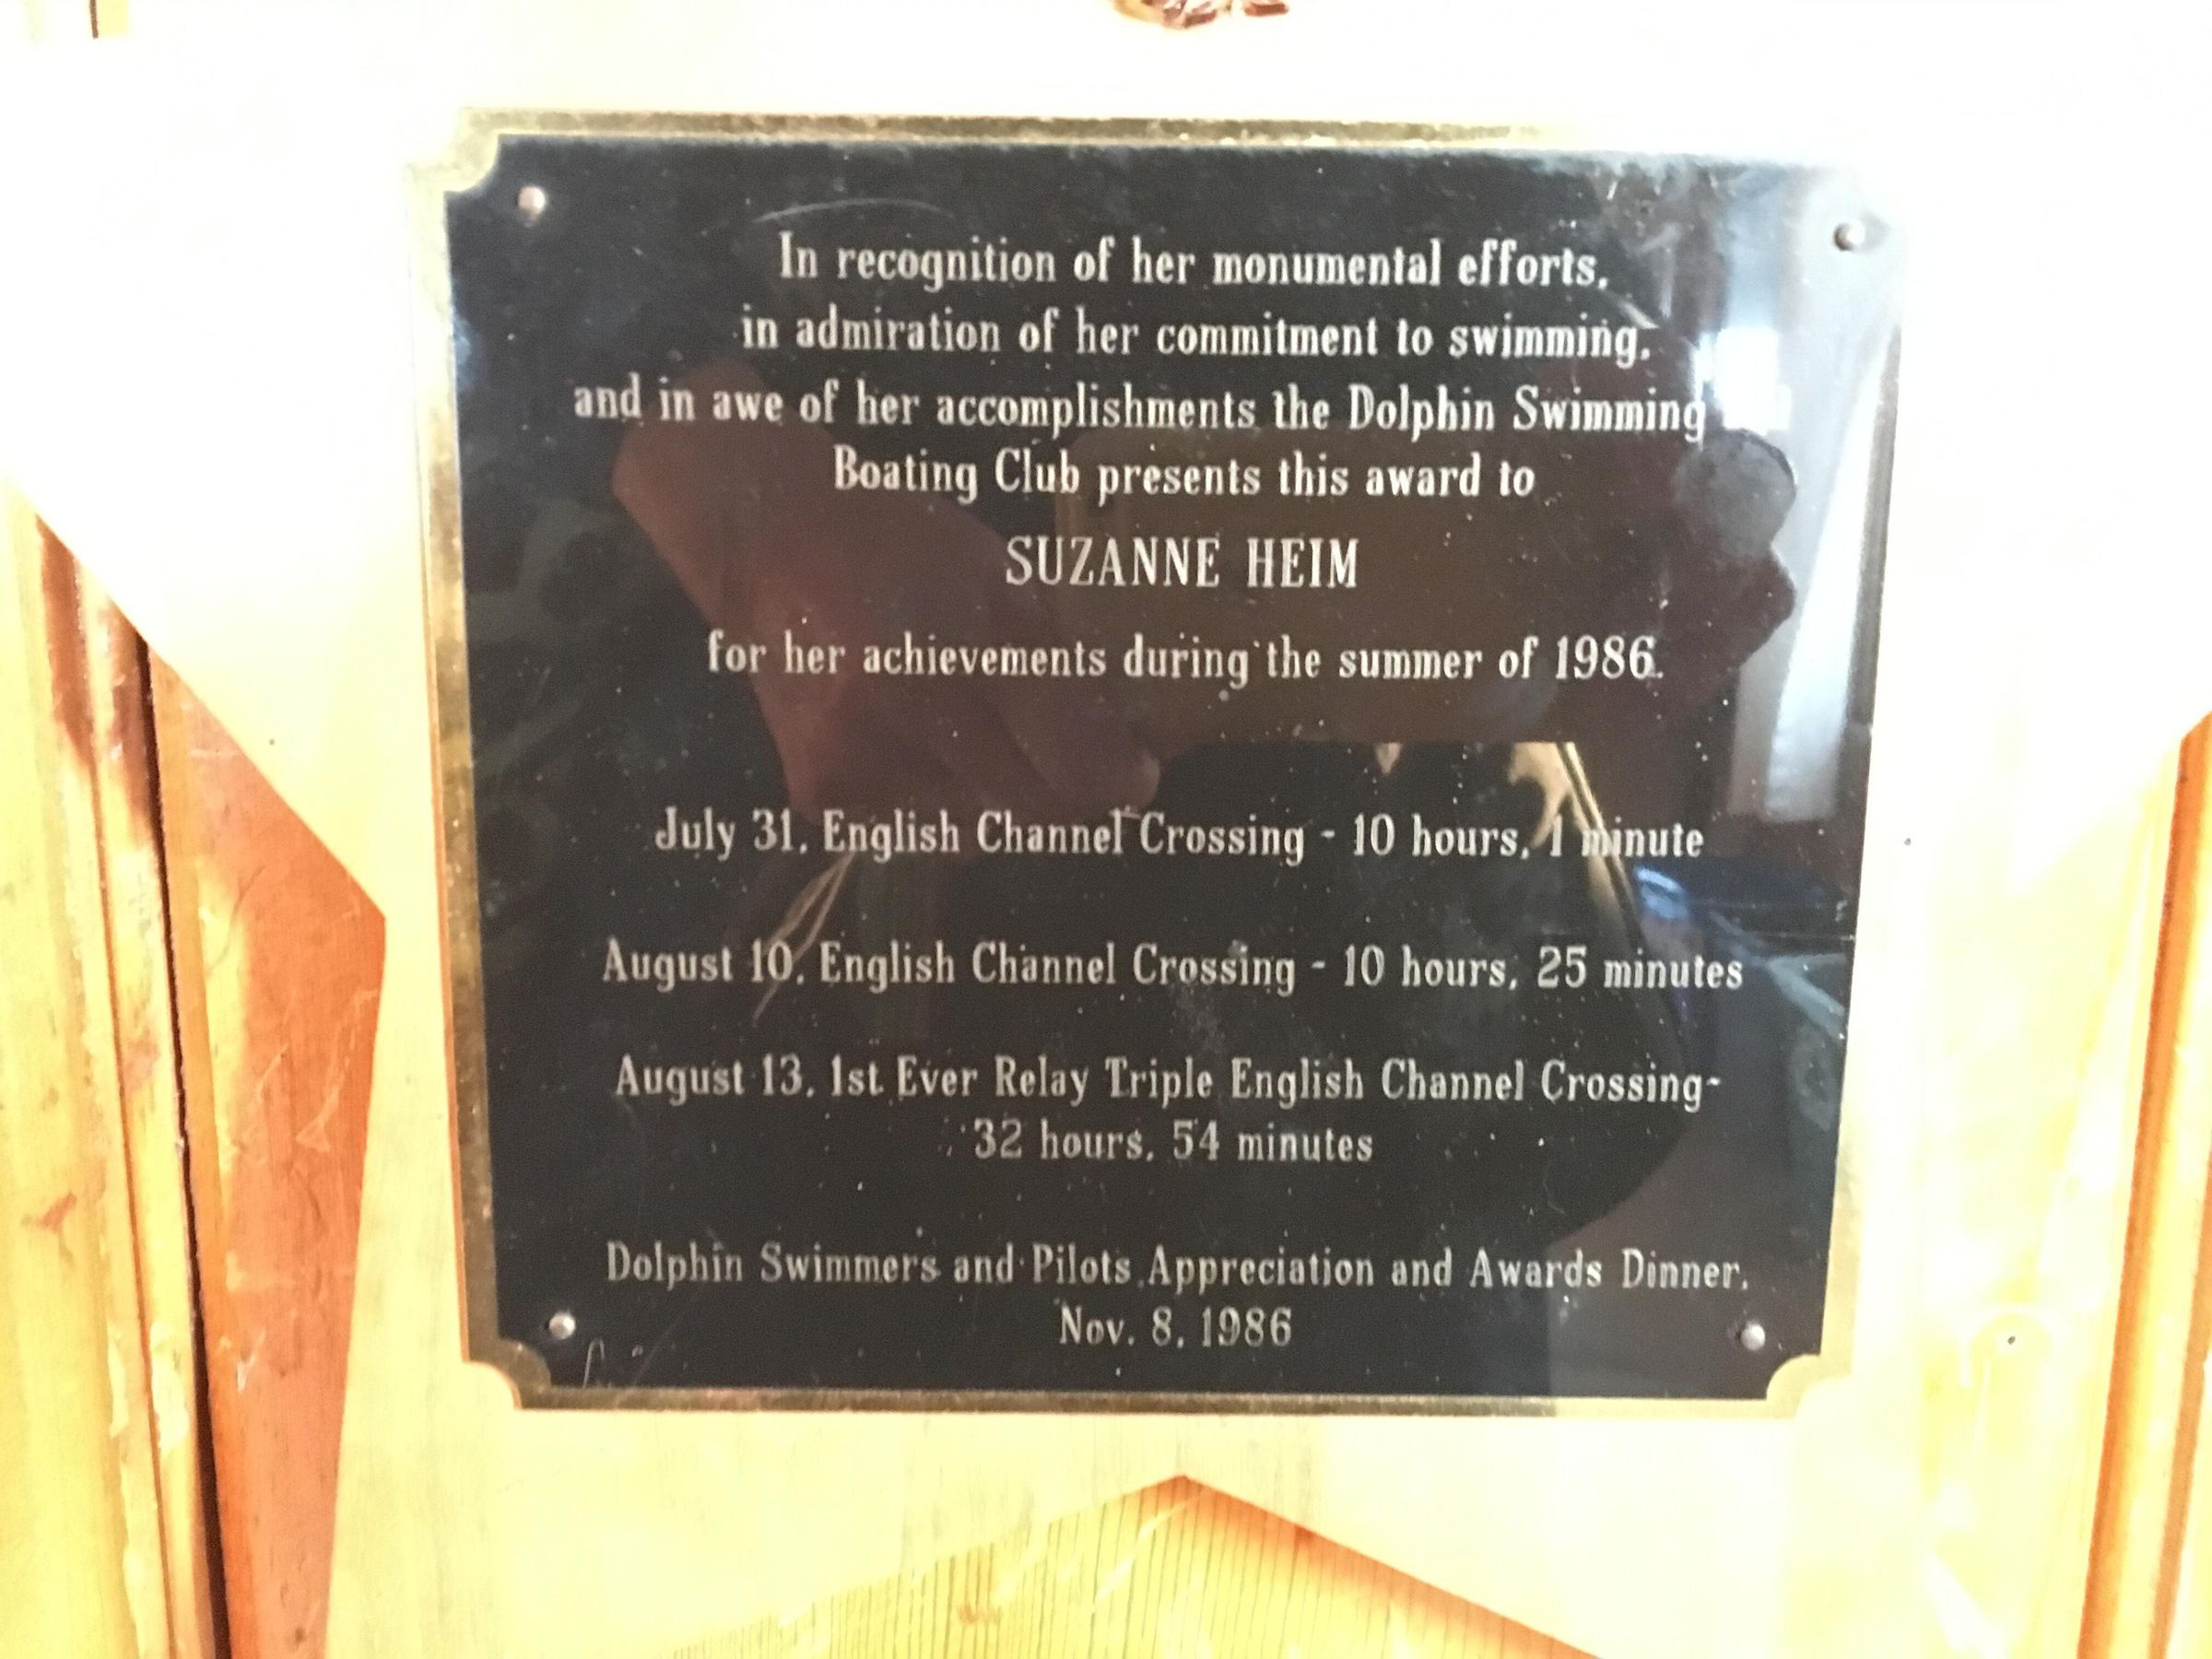 In recognition of her monumental efforts,
in admiration of her commitment to swimming,
and in awe of her accomplishments the Dolphin Swimming
Boating Club presents this award to
SUZANNE HEIM
for her achievements during the summer of 1986.
July 31, English Channel Crossing - 10 hours, 1 minute
August 10, English Channel Crossing - 10 hours, 25 minutes
August 13, 1st Ever Relay Triple English Channel Crossing-
32 hours, 54 minutes
Dolphin Swimmers and Pilots Appreciation and Awards Dinner,
Nov. 8, 1986